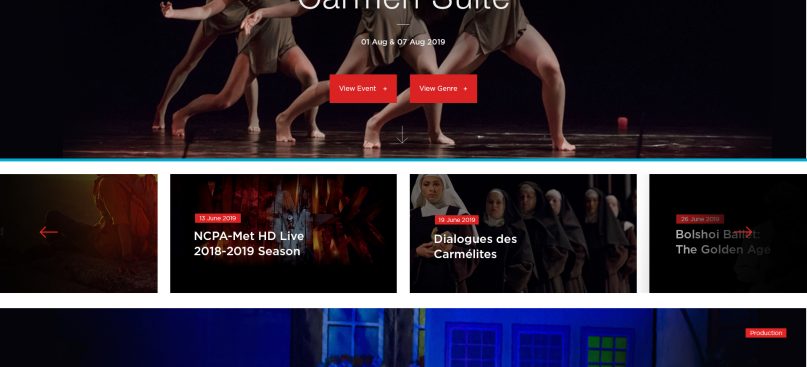 Carmen Suite
01 Aug & 07 Aug 2019
View Event +
View Genre +
13 June 2019
NCPA-Met HD Live
2018-2019 Season
19 June 2019
Dialogues des
Carmélites
26 June 2019
Bolshoi Ballet:
The Golden Age
Production